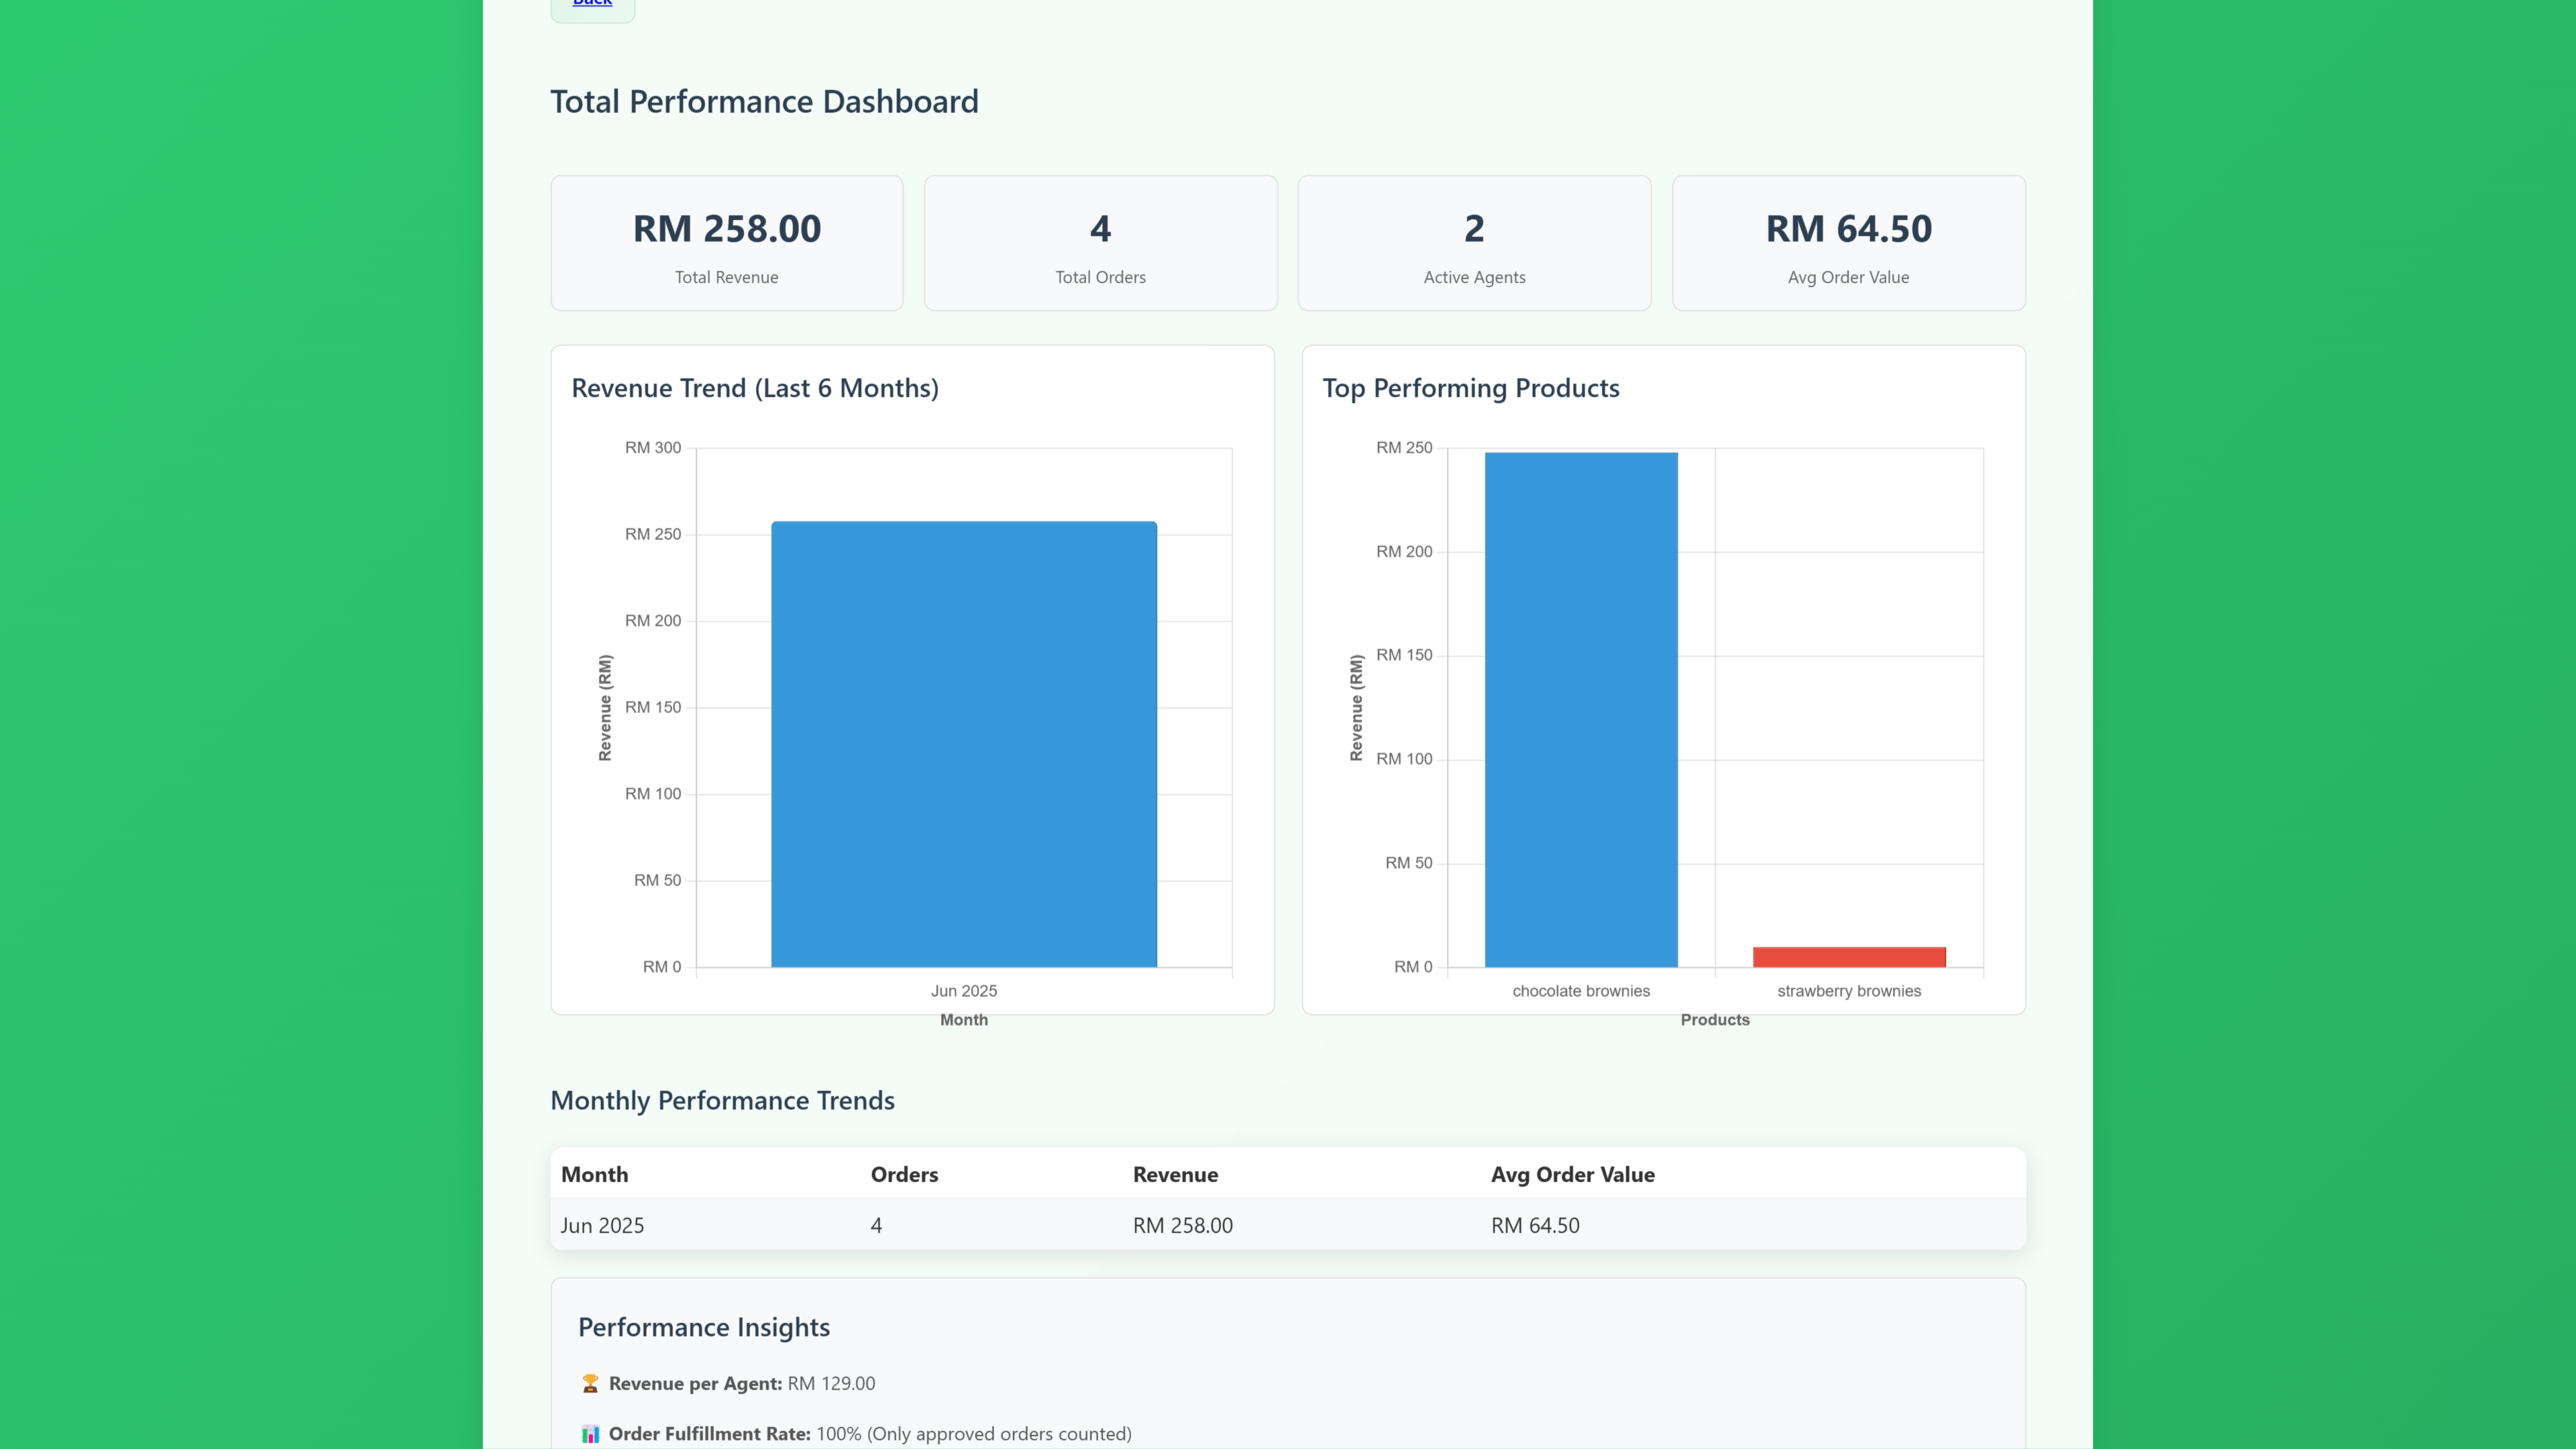 Back
Total Performance Dashboard
RM 258.00
Total Revenue
4
Total Orders
2
Active Agents
RM 64.50
Avg Order Value
Revenue Trend (Last 6 Months)
RM 300
RM 250
RM 200
RM 150
RM 100
RM 50
RM 0
Revenue (RM)
Jun 2025
Month
Top Performing Products
RM 250
RM 200
RM 150
RM 100
RM 50
RM 0
Revenue (RM)
chocolate brownies strawberry brownies
Products
Monthly Performance Trends
Month Orders Revenue Avg Order Value
Jun 2025 4 RM 258.00 RM 64.50
Performance Insights
🏆 Revenue per Agent: RM 129.00
📊 Order Fulfillment Rate: 100% (Only approved orders counted)